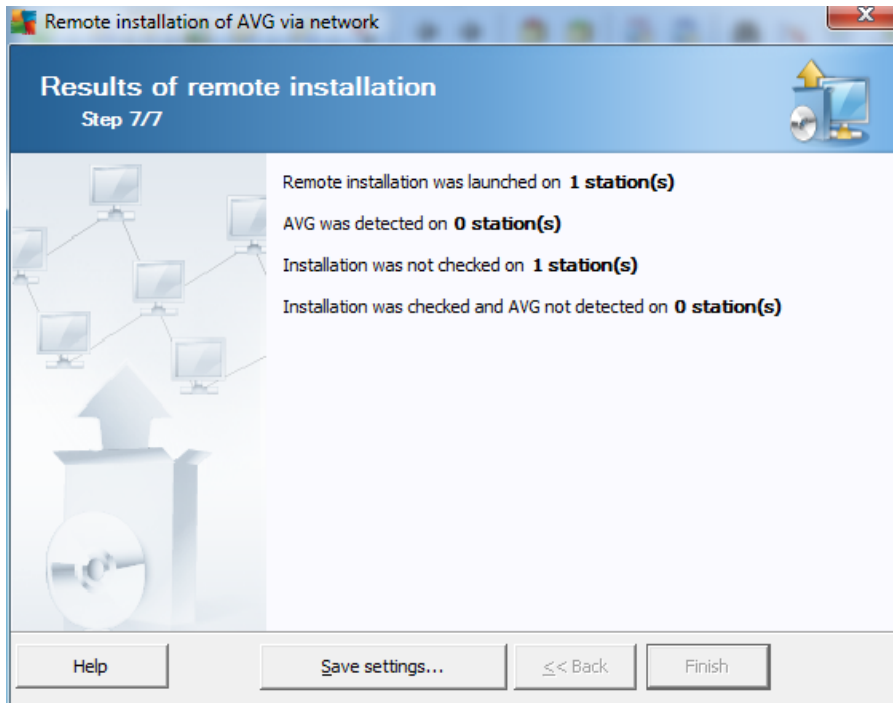 Remote installation of AVG via network
Results of remote installation
Step 7/7
Remote installation was launched on 1 station(s)
AVG was detected on 0 station(s)
Installation was not checked on 1 station(s)
Installation was checked and AVG not detected on 0 station(s)
Help
Save settings...
<< Back
Finish